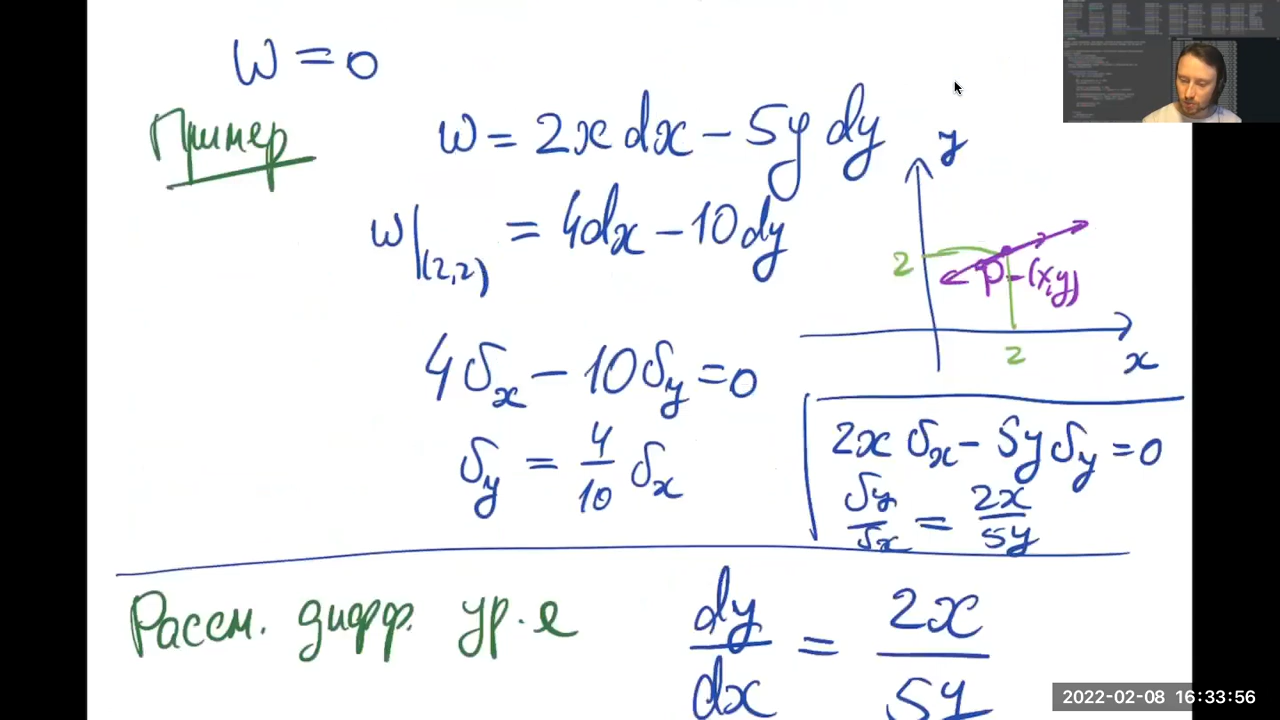 w = 0
Пример
w = 2x dx - 5y dy
w|(2,2) = 4dx - 10dy
y
2
p-(x,y)
2
x
4δx - 10δy = 0
δy = 4/10 δx
2x δx - 5y δy = 0
δy/δx = 2x/5y
Рассм. дифф. ур.е
dy/dx = 2x/5y
2022-02-08 16:33:56